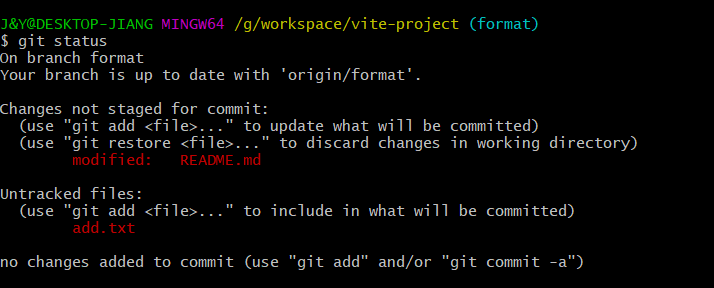 J&Y@DESKTOP-JIANG MINGW64 /g/workspace/vite-project (format)
$ git status
On branch format
Your branch is up to date with 'origin/format'.
Changes not staged for commit:
(use "git add <file>..." to update what will be committed)
(use "git restore <file>..." to discard changes in working directory)
modified:   README.md
Untracked files:
(use "git add <file>..." to include in what will be committed)
add.txt
no changes added to commit (use "git add" and/or "git commit -a")